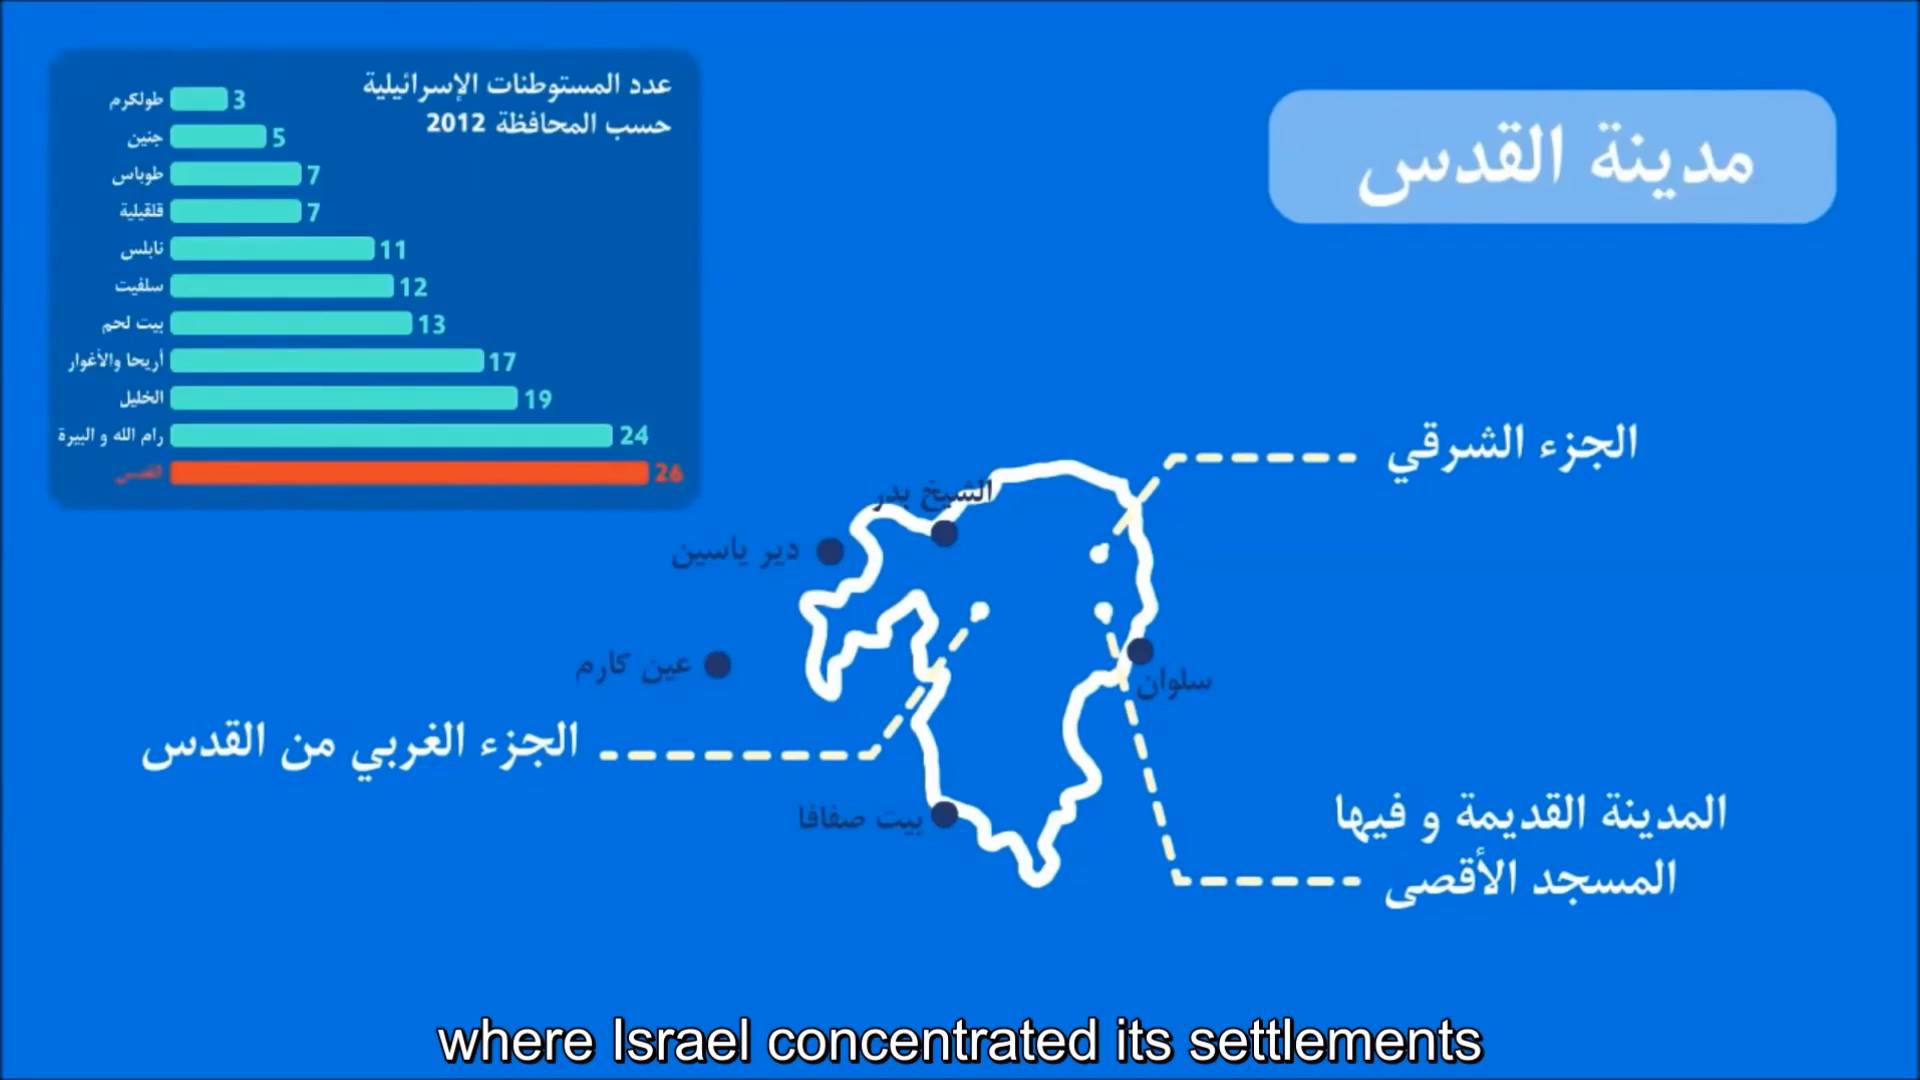 عدد المستوطنات الإسرائيلية
حسب المحافظة 2012
طولكرم 3
جنين 5
طوباس 7
قلقيلية 7
نابلس 11
سلفيت 12
بيت لحم 13
أريحا والأغوار 17
الخليل 19
رام الله و البيرة 24
القدس 26
مدينة القدس
الجزء الشرقي
الشيخ بدر
دير ياسين
عين كارم
سلوان
الجزء الغربي من القدس
بيت صفافا
المدينة القديمة و فيها
المسجد الأقصى
where Israel concentrated its settlements